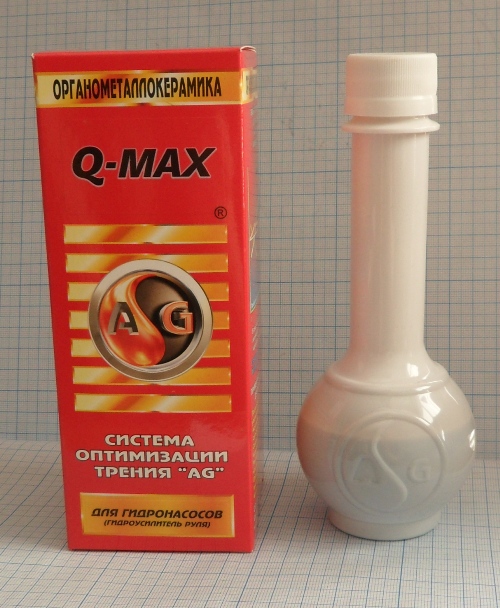 ОРГАНОМЕТАЛЛОКЕРАМИКА
Q-MAX
®
AG
СИСТЕМА
ОПТИМИЗАЦИИ
ТРЕНИЯ "AG"
ДЛЯ ГИДРОНАСОСОВ
(ГИДРОУСИЛИТЕЛЬ РУЛЯ)
AG